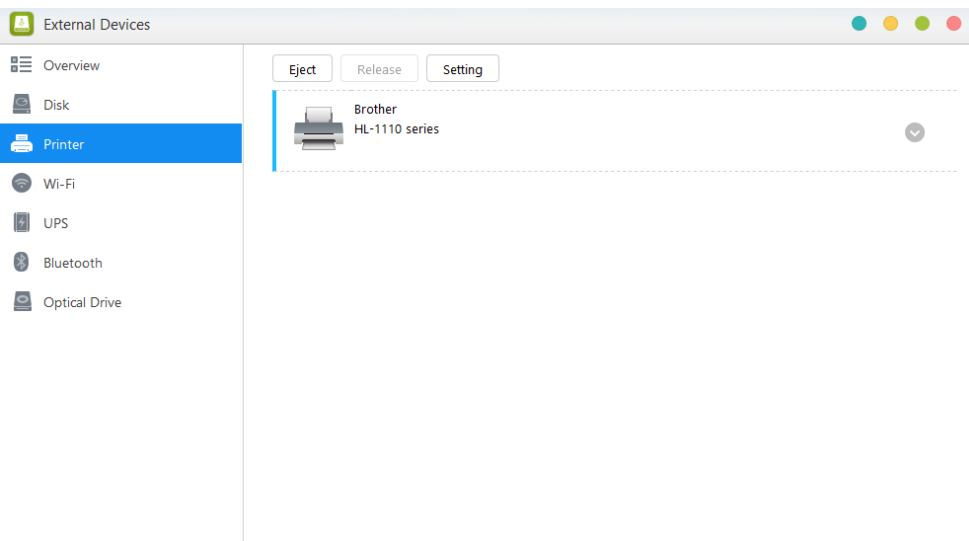 External Devices
Overview
Disk
Printer
Wi-Fi
UPS
Bluetooth
Optical Drive
Eject
Release
Setting
Brother
HL-1110 series